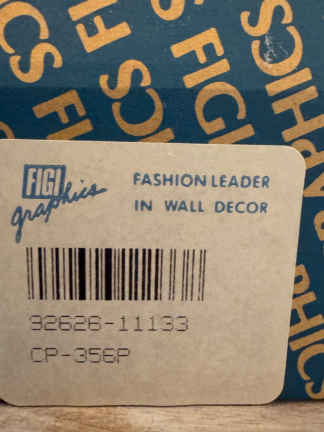 FIGI
graphics
FASHION LEADER
IN WALL DECOR
92626-11133
CP-356P